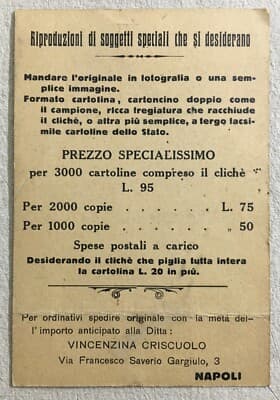 Riproduzioni di soggetti speciali che si desiderano
Mandare l'originale in fotografia o una sem-
plice immagine.
Formato cartolina, cartoncino doppio come
il campione, ricca fregiatura che racchiude
il clichè, o altra più semplice, a tergo facsi-
mile cartoline dello Stato.
PREZZO SPECIALISSIMO
per 3000 cartoline compreso il clichè
L. 95
Per 2000 copie . . . . . . L. 75
Per 1000 copie . . . . . . „ 50
Spese postali a carico
Desiderando il clichè che piglia tutta intera
la cartolina L. 20 in più.
Per ordinativi spedire originale con la metà del-
l'importo anticipato alla Ditta:
VINCENZINA CRISCUOLO
Via Francesco Saverio Gargiulo, 3
NAPOLI